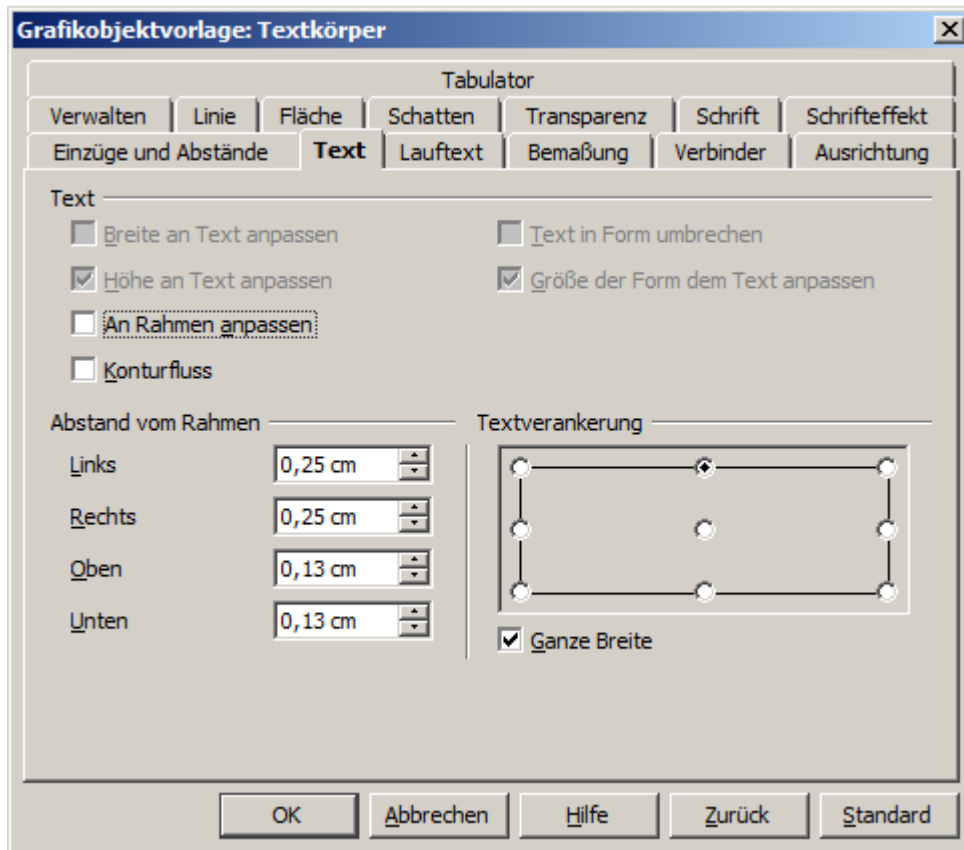 Grafikobjektvorlage: Textkörper
Tabulator
Verwalten Linie Fläche Schatten Transparenz Schrift Schrifteffekt
Einzüge und Abstände Text Lauftext Bemaßung Verbinder Ausrichtung
Text
Breite an Text anpassen Text in Form umbrechen
Höhe an Text anpassen Größe der Form dem Text anpassen
An Rahmen anpassen
Konturfluss
Abstand vom Rahmen Textverankerung
Links 0,25 cm
Rechts 0,25 cm
Oben 0,13 cm
Unten 0,13 cm
Ganze Breite
OK Abbrechen Hilfe Zurück Standard